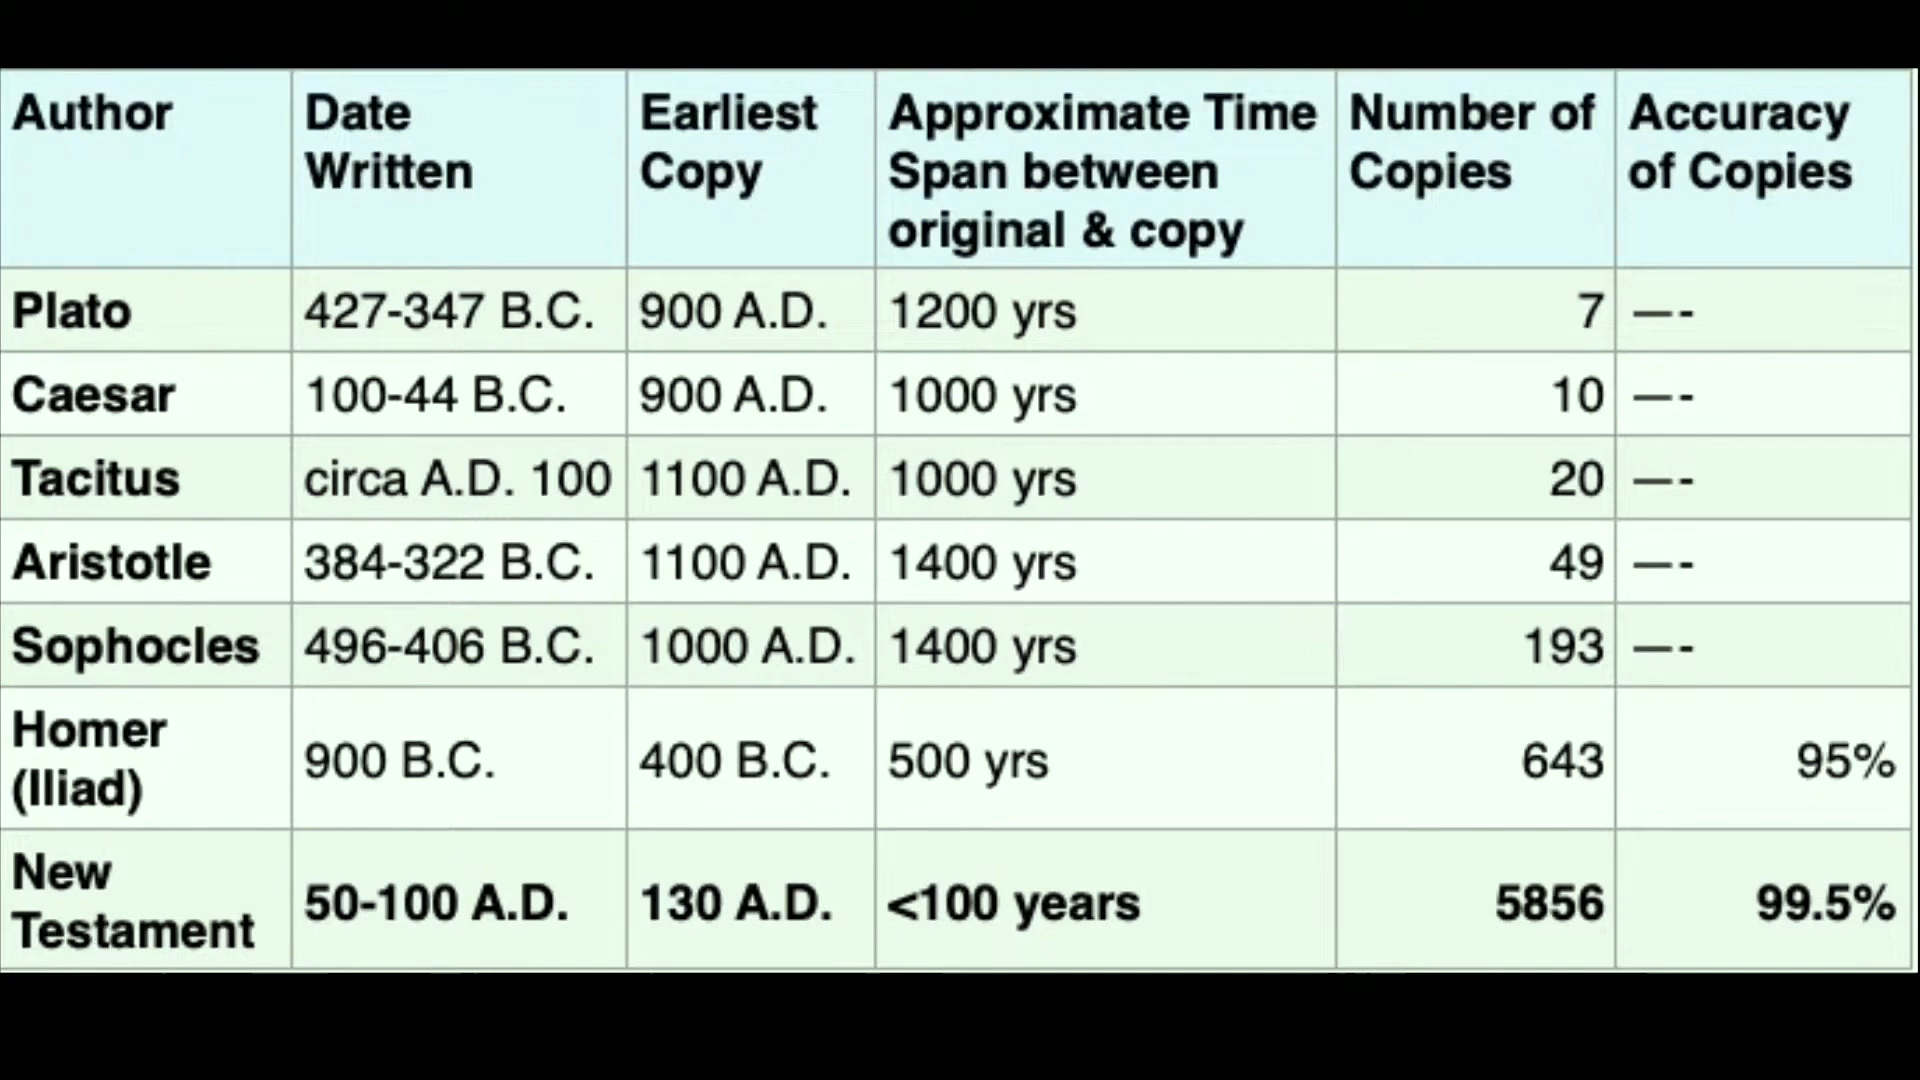 Author | Date Written | Earliest Copy | Approximate Time Span between original & copy | Number of Copies | Accuracy of Copies
Plato | 427-347 B.C. | 900 A.D. | 1200 yrs | 7 | —-
Caesar | 100-44 B.C. | 900 A.D. | 1000 yrs | 10 | —-
Tacitus | circa A.D. 100 | 1100 A.D. | 1000 yrs | 20 | —-
Aristotle | 384-322 B.C. | 1100 A.D. | 1400 yrs | 49 | —-
Sophocles | 496-406 B.C. | 1000 A.D. | 1400 yrs | 193 | —-
Homer (Iliad) | 900 B.C. | 400 B.C. | 500 yrs | 643 | 95%
New Testament | 50-100 A.D. | 130 A.D. | <100 years | 5856 | 99.5%